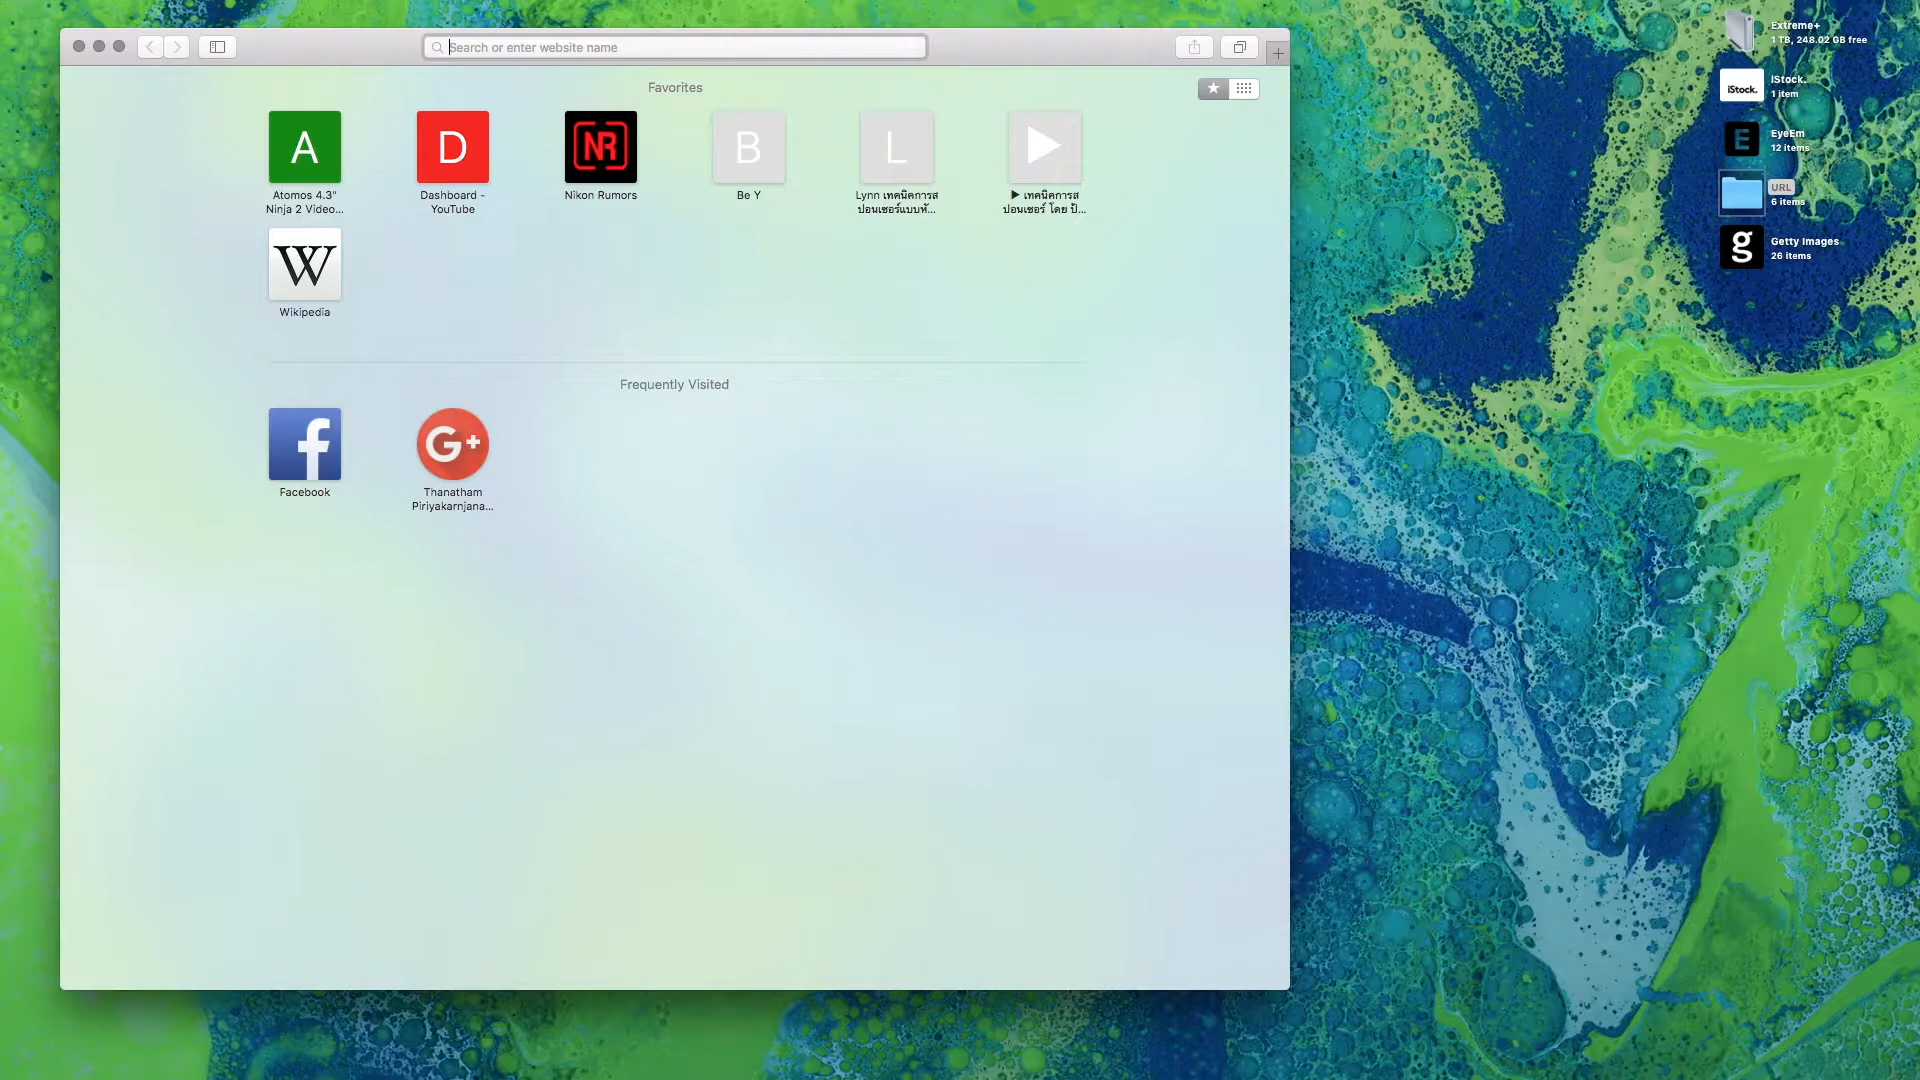 Search or enter website name
Favorites
A
D
NR
B
L
Atomos 4.3"
Ninja 2 Video...
Dashboard -
YouTube
Nikon Rumors
Be Y
Lynn เทคนิคการส
ปอนเซอร์แบบทั...
▶ เทคนิคการส
ปอนเซอร์ โดย ป้...
W
Wikipedia
Frequently Visited
f
G+
Facebook
Thanatham
Piriyakarnjana...
Extreme+
1 TB, 248.02 GB free
iStock.
iStock.
1 item
E
EyeEm
12 items
URL
6 items
g
Getty Images
26 items